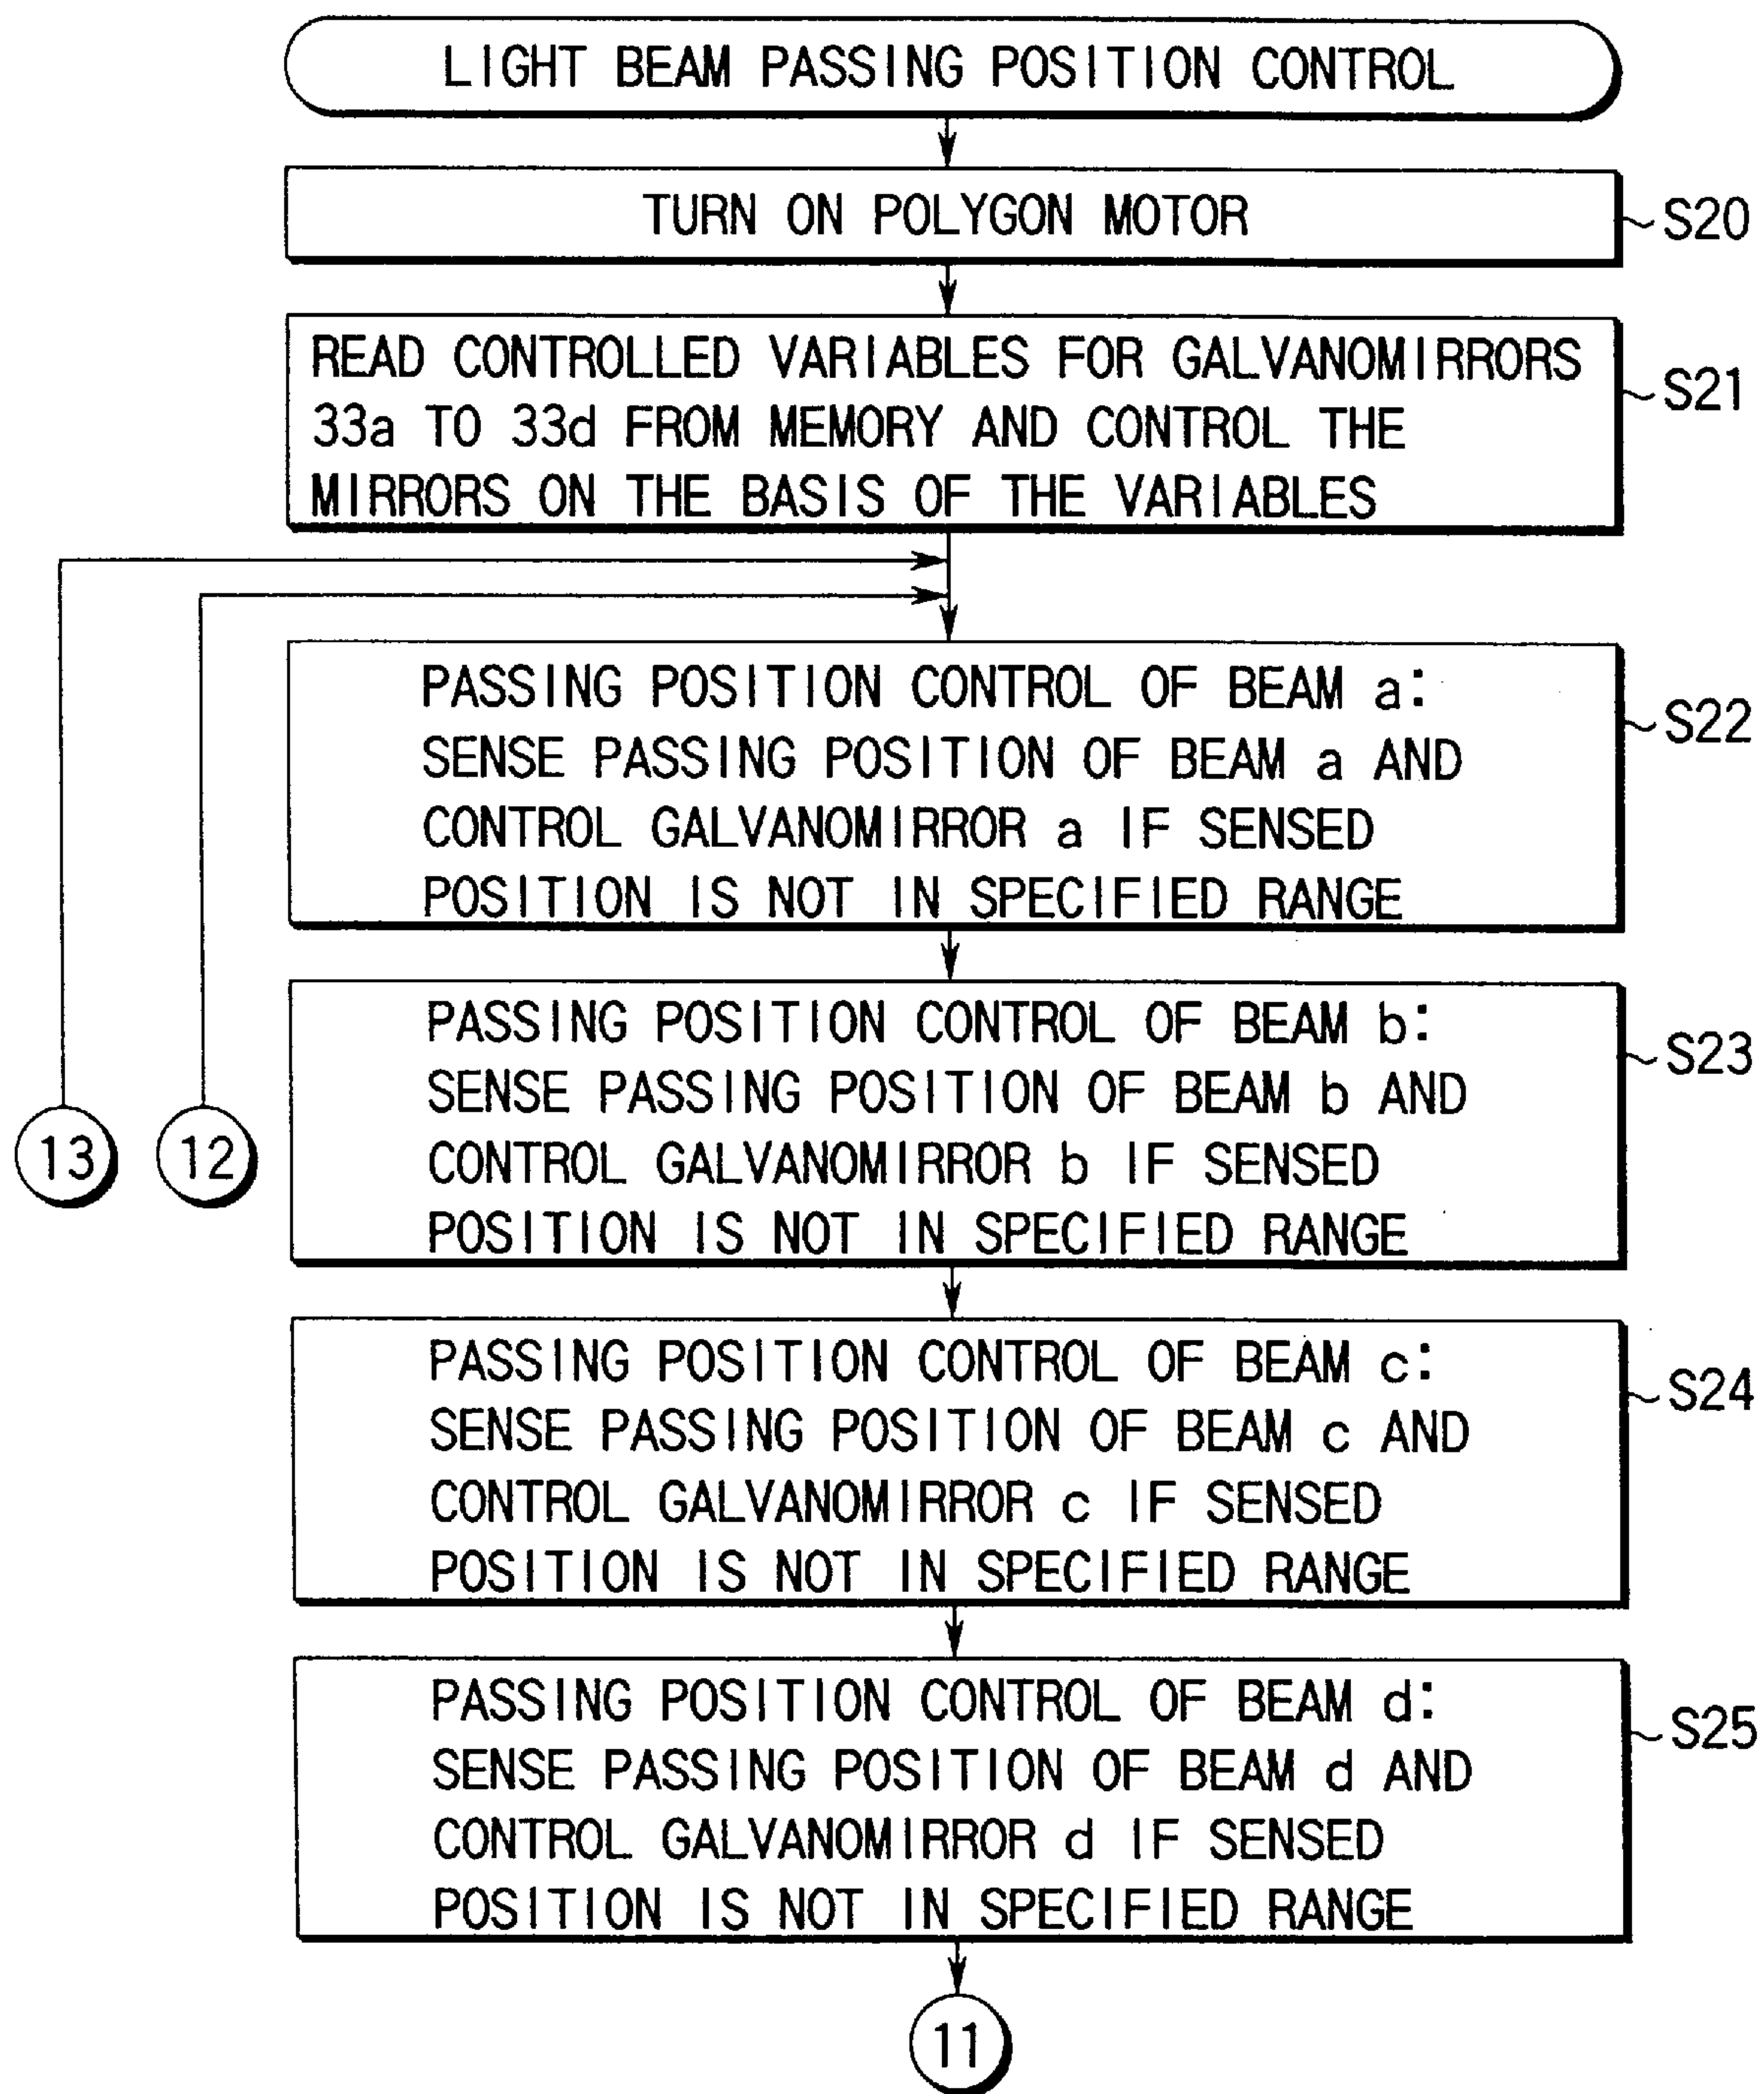 LIGHT BEAM PASSING POSITION CONTROL
TURN ON POLYGON MOTOR
S20
READ CONTROLLED VARIABLES FOR GALVANOMIRRORS
33a TO 33d FROM MEMORY AND CONTROL THE
MIRRORS ON THE BASIS OF THE VARIABLES
S21
PASSING POSITION CONTROL OF BEAM a:
SENSE PASSING POSITION OF BEAM a AND
CONTROL GALVANOMIRROR a IF SENSED
POSITION IS NOT IN SPECIFIED RANGE
S22
PASSING POSITION CONTROL OF BEAM b:
SENSE PASSING POSITION OF BEAM b AND
CONTROL GALVANOMIRROR b IF SENSED
POSITION IS NOT IN SPECIFIED RANGE
S23
13
12
PASSING POSITION CONTROL OF BEAM c:
SENSE PASSING POSITION OF BEAM c AND
CONTROL GALVANOMIRROR c IF SENSED
POSITION IS NOT IN SPECIFIED RANGE
S24
PASSING POSITION CONTROL OF BEAM d:
SENSE PASSING POSITION OF BEAM d AND
CONTROL GALVANOMIRROR d IF SENSED
POSITION IS NOT IN SPECIFIED RANGE
S25
11